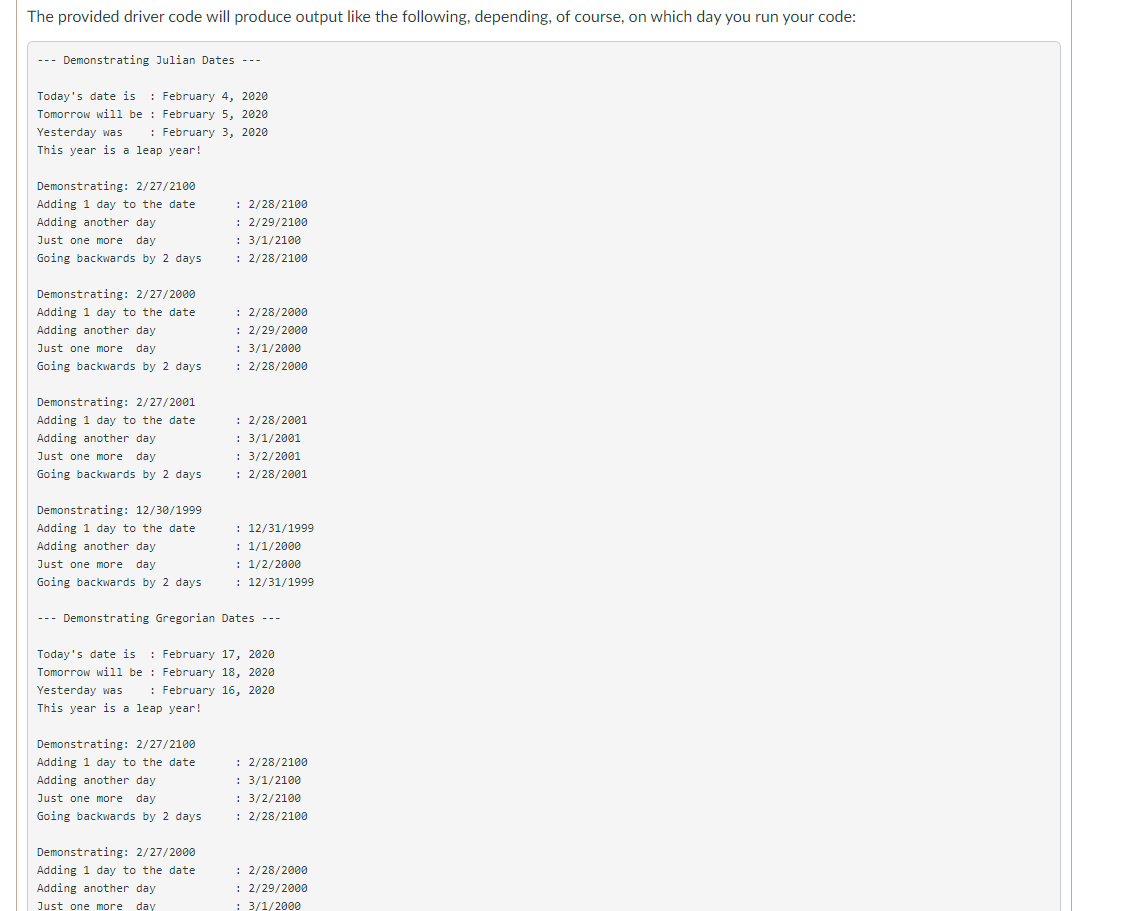 The provided driver code will produce output like the following, depending, of course, on which day you run your code:
--- Demonstrating Julian Dates ---
Today's date is  : February 4, 2020
Tomorrow will be : February 5, 2020
Yesterday was    : February 3, 2020
This year is a leap year!
Demonstrating: 2/27/2100
Adding 1 day to the date      : 2/28/2100
Adding another day            : 2/29/2100
Just one more  day            : 3/1/2100
Going backwards by 2 days     : 2/28/2100
Demonstrating: 2/27/2000
Adding 1 day to the date      : 2/28/2000
Adding another day            : 2/29/2000
Just one more  day            : 3/1/2000
Going backwards by 2 days     : 2/28/2000
Demonstrating: 2/27/2001
Adding 1 day to the date      : 2/28/2001
Adding another day            : 3/1/2001
Just one more  day            : 3/2/2001
Going backwards by 2 days     : 2/28/2001
Demonstrating: 12/30/1999
Adding 1 day to the date      : 12/31/1999
Adding another day            : 1/1/2000
Just one more  day            : 1/2/2000
Going backwards by 2 days     : 12/31/1999
--- Demonstrating Gregorian Dates ---
Today's date is  : February 17, 2020
Tomorrow will be : February 18, 2020
Yesterday was    : February 16, 2020
This year is a leap year!
Demonstrating: 2/27/2100
Adding 1 day to the date      : 2/28/2100
Adding another day            : 3/1/2100
Just one more  day            : 3/2/2100
Going backwards by 2 days     : 2/28/2100
Demonstrating: 2/27/2000
Adding 1 day to the date      : 2/28/2000
Adding another day            : 2/29/2000
Just one more  day            : 3/1/2000